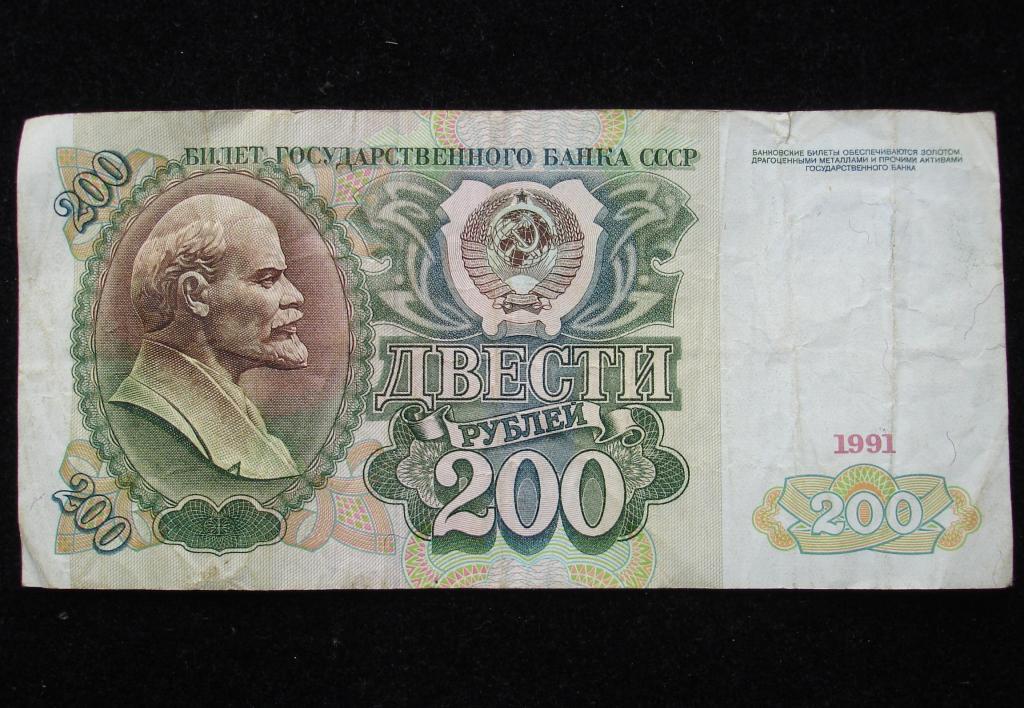 БИЛЕТ ГОСУДАРСТВЕННОГО БАНКА СССР
БАНКОВСКИЕ БИЛЕТЫ ОБЕСПЕЧИВАЮТСЯ ЗОЛОТОМ,
ДРАГОЦЕННЫМИ МЕТАЛЛАМИ И ПРОЧИМИ АКТИВАМИ
ГОСУДАРСТВЕННОГО БАНКА
200
ДВЕСТИ
РУБЛЕЙ
200
1991
200
200